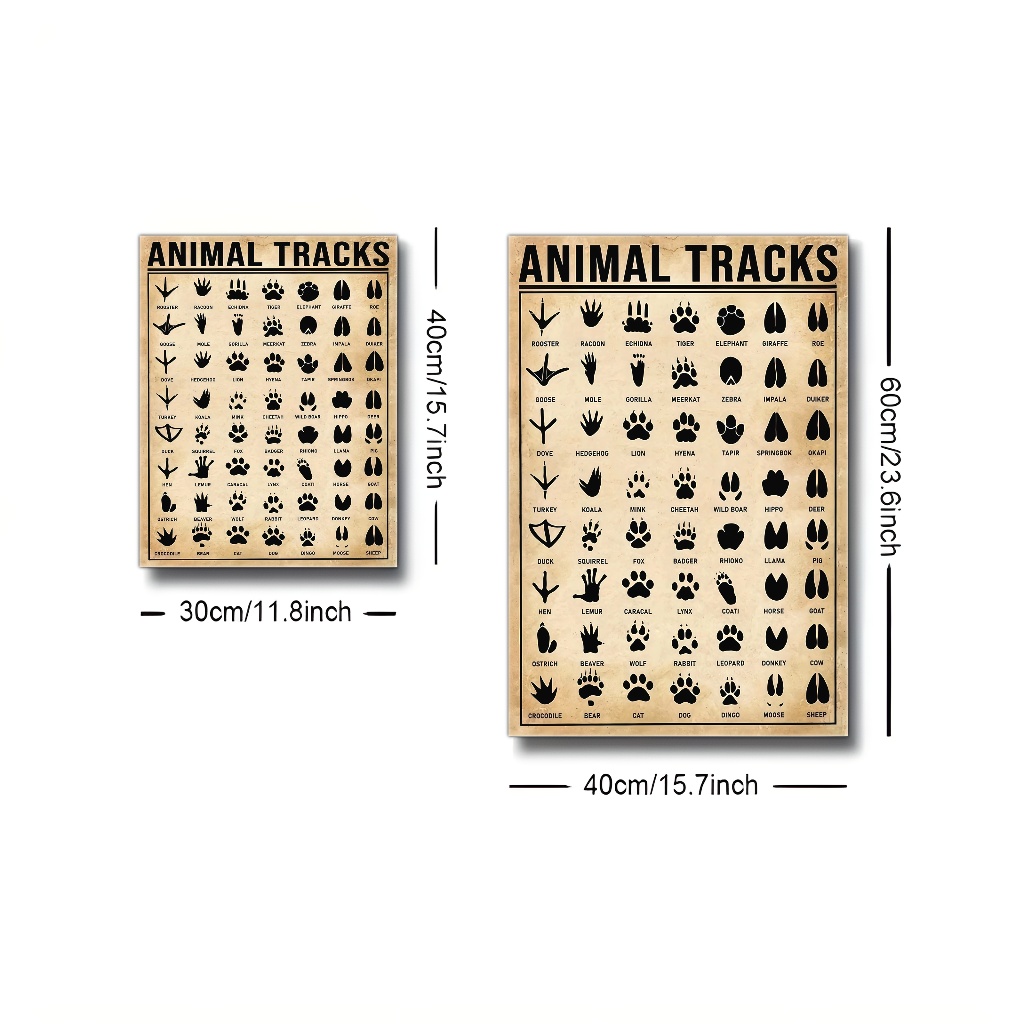 ANIMAL TRACKS
ROOSTER RACOON ECHIDNA TIGER ELEPHANT GIRAFFE ROE
GOOSE MOLE GORILLA MEERKAT ZEBRA IMPALA DUIKER
DOVE HEDGEHOG LION HYENA TAPIR SPRINGBOK OKAPI
TURKEY KOALA MINK CHEETAH WILD BOAR HIPPO DEER
DUCK SQUIRREL FOX BADGER RHIONO LLAMA PIG
HEN LEMUR CARACAL LYNX COATI HORSE GOAT
OSTRICH BEAVER WOLF RABBIT LEOPARD DONKEY COW
CROCODILE BEAR CAT DOG DINGO MOOSE SHEEP
40cm/15.7inch
30cm/11.8inch
ANIMAL TRACKS
ROOSTER RACOON ECHIDNA TIGER ELEPHANT GIRAFFE ROE
GOOSE MOLE GORILLA MEERKAT ZEBRA IMPALA DUIKER
DOVE HEDGEHOG LION HYENA TAPIR SPRINGBOK OKAPI
TURKEY KOALA MINK CHEETAH WILD BOAR HIPPO DEER
DUCK SQUIRREL FOX BADGER RHIONO LLAMA PIG
HEN LEMUR CARACAL LYNX COATI HORSE GOAT
OSTRICH BEAVER WOLF RABBIT LEOPARD DONKEY COW
CROCODILE BEAR CAT DOG DINGO MOOSE SHEEP
60cm/23.6inch
40cm/15.7inch